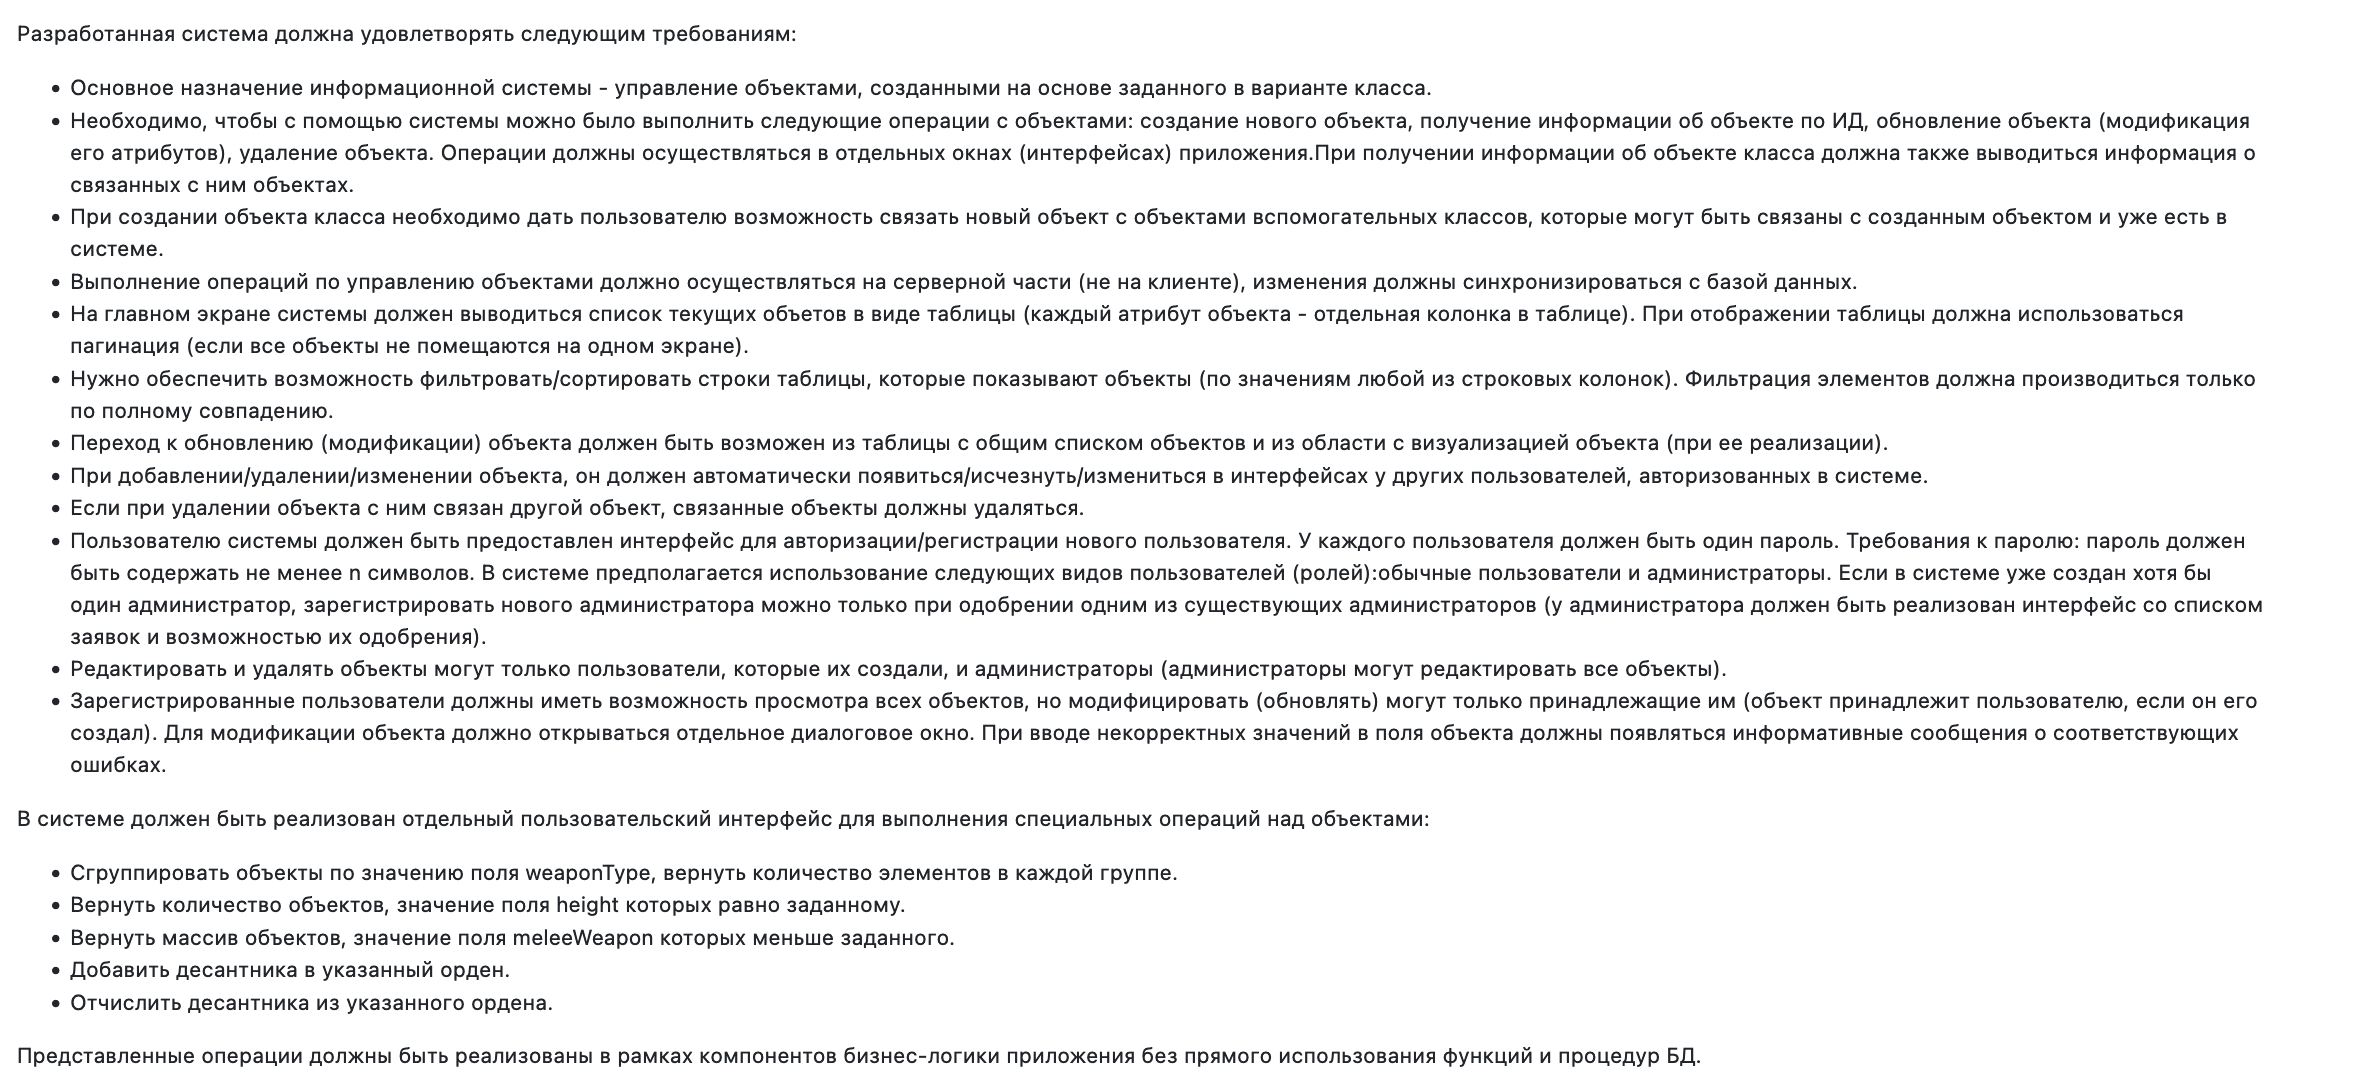 Разработанная система должна удовлетворять следующим требованиям:
• Основное назначение информационной системы - управление объектами, созданными на основе заданного в варианте класса.
• Необходимо, чтобы с помощью системы можно было выполнить следующие операции с объектами: создание нового объекта, получение информации об объекте по ИД, обновление объекта (модификация
его атрибутов), удаление объекта. Операции должны осуществляться в отдельных окнах (интерфейсах) приложения.При получении информации об объекте класса должна также выводиться информация о
связанных с ним объектах.
• При создании объекта класса необходимо дать пользователю возможность связать новый объект с объектами вспомогательных классов, которые могут быть связаны с созданным объектом и уже есть в
системе.
• Выполнение операций по управлению объектами должно осуществляться на серверной части (не на клиенте), изменения должны синхронизироваться с базой данных.
• На главном экране системы должен выводиться список текущих объетов в виде таблицы (каждый атрибут объекта - отдельная колонка в таблице). При отображении таблицы должна использоваться
пагинация (если все объекты не помещаются на одном экране).
• Нужно обеспечить возможность фильтровать/сортировать строки таблицы, которые показывают объекты (по значениям любой из строковых колонок). Фильтрация элементов должна производиться только
по полному совпадению.
• Переход к обновлению (модификации) объекта должен быть возможен из таблицы с общим списком объектов и из области с визуализацией объекта (при ее реализации).
• При добавлении/удалении/изменении объекта, он должен автоматически появиться/исчезнуть/измениться в интерфейсах у других пользователей, авторизованных в системе.
• Если при удалении объекта с ним связан другой объект, связанные объекты должны удаляться.
• Пользователю системы должен быть предоставлен интерфейс для авторизации/регистрации нового пользователя. У каждого пользователя должен быть один пароль. Требования к паролю: пароль должен
быть содержать не менее n символов. В системе предполагается использование следующих видов пользователей (ролей):обычные пользователи и администраторы. Если в системе уже создан хотя бы
один администратор, зарегистрировать нового администратора можно только при одобрении одним из существующих администраторов (у администратора должен быть реализован интерфейс со списком
заявок и возможностью их одобрения).
• Редактировать и удалять объекты могут только пользователи, которые их создали, и администраторы (администраторы могут редактировать все объекты).
• Зарегистрированные пользователи должны иметь возможность просмотра всех объектов, но модифицировать (обновлять) могут только принадлежащие им (объект принадлежит пользователю, если он его
создал). Для модификации объекта должно открываться отдельное диалоговое окно. При вводе некорректных значений в поля объекта должны появляться информативные сообщения о соответствующих
ошибках.
В системе должен быть реализован отдельный пользовательский интерфейс для выполнения специальных операций над объектами:
• Сгруппировать объекты по значению поля weaponType, вернуть количество элементов в каждой группе.
• Вернуть количество объектов, значение поля height которых равно заданному.
• Вернуть массив объектов, значение поля meleeWeapon которых меньше заданного.
• Добавить десантника в указанный орден.
• Отчислить десантника из указанного ордена.
Представленные операции должны быть реализованы в рамках компонентов бизнес-логики приложения без прямого использования функций и процедур БД.